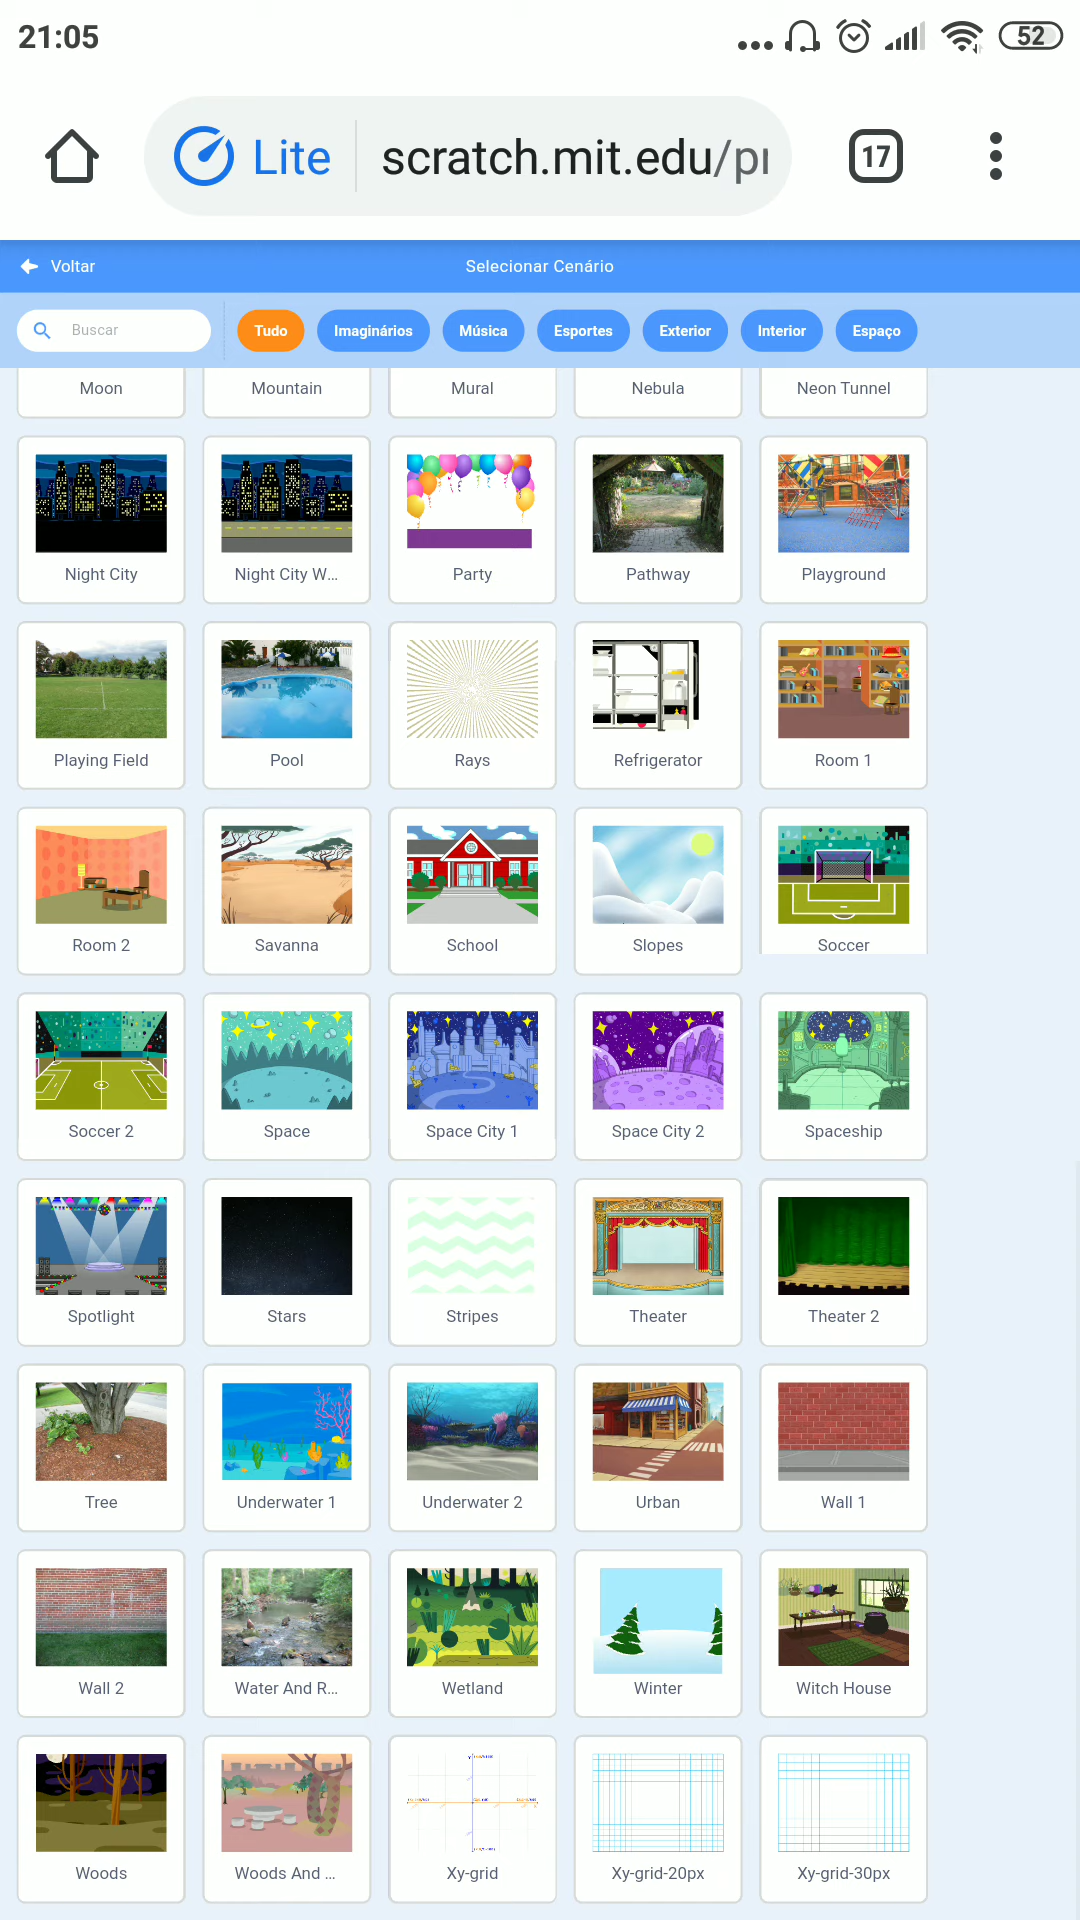 21:05
52
Lite
scratch.mit.edu/pr
17
Voltar
Selecionar Cenário
Buscar
Tudo
Imaginários
Música
Esportes
Exterior
Interior
Espaço
Moon
Mountain
Mural
Nebula
Neon Tunnel
Night City
Night City W...
Party
Pathway
Playground
Playing Field
Pool
Rays
Refrigerator
Room 1
Room 2
Savanna
School
Slopes
Soccer
Soccer 2
Space
Space City 1
Space City 2
Spaceship
Spotlight
Stars
Stripes
Theater
Theater 2
Tree
Underwater 1
Underwater 2
Urban
Wall 1
Wall 2
Water And R...
Wetland
Winter
Witch House
Woods
Woods And ...
Xy-grid
Xy-grid-20px
Xy-grid-30px